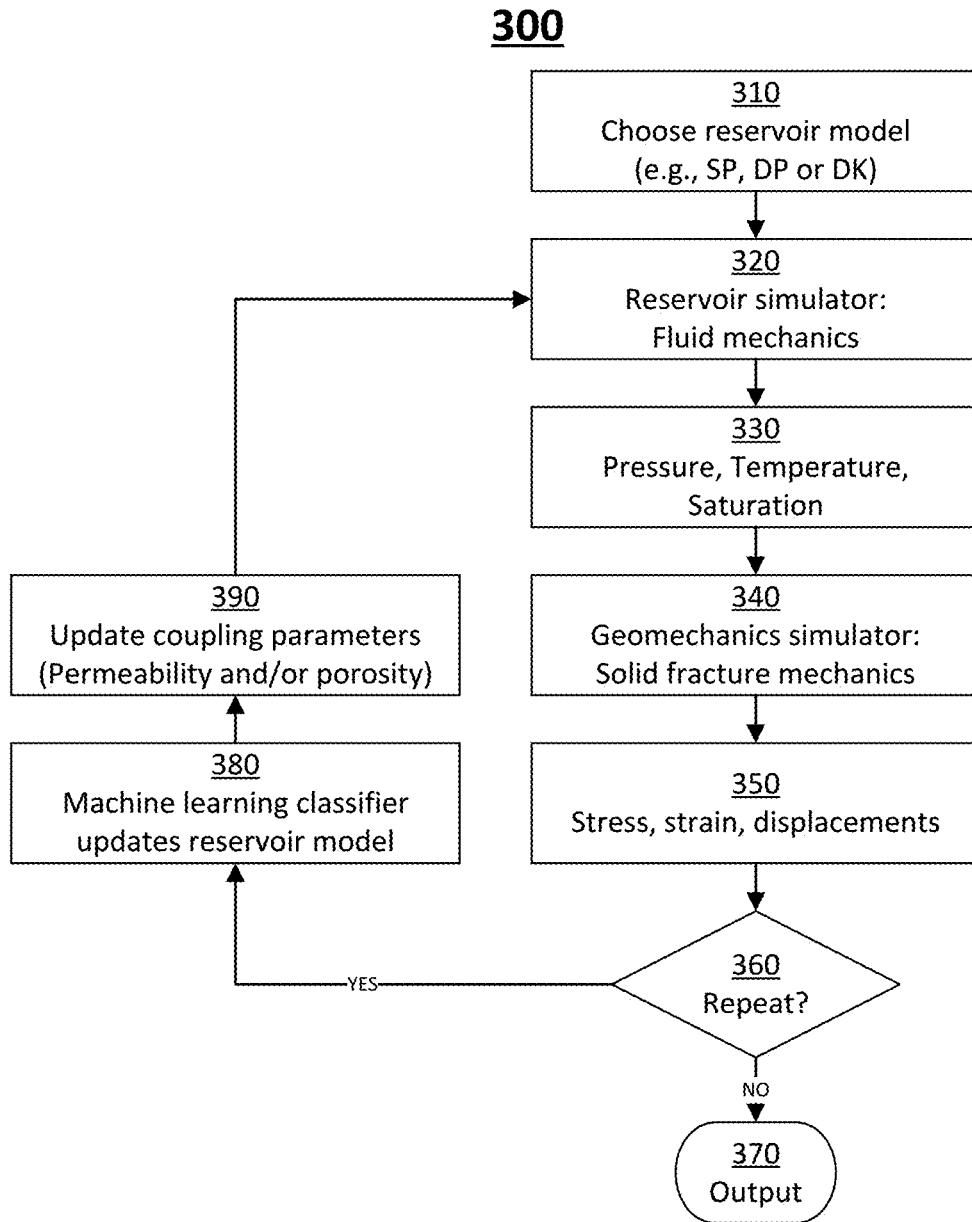 300
310
Choose reservoir model
(e.g., SP, DP or DK)
320
Reservoir simulator:
Fluid mechanics
330
Pressure, Temperature,
Saturation
340
Geomechanics simulator:
Solid fracture mechanics
350
Stress, strain, displacements
360
Repeat?
YES
NO
370
Output
380
Machine learning classifier
updates reservoir model
390
Update coupling parameters
(Permeability and/or porosity)